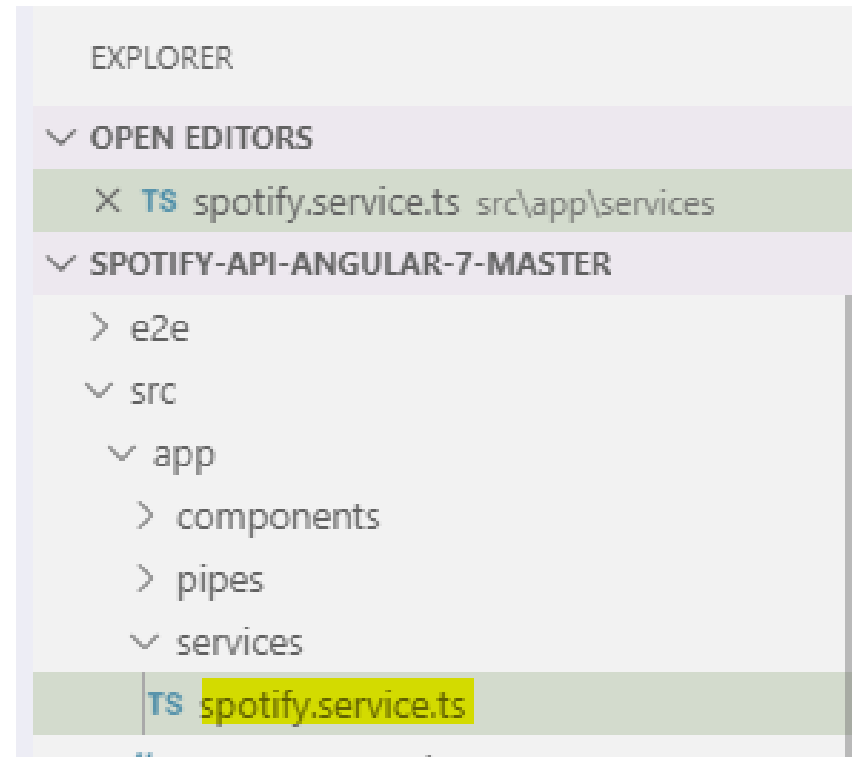 EXPLORER
OPEN EDITORS
TS spotify.service.ts src\app\services
SPOTIFY-API-ANGULAR-7-MASTER
e2e
src
app
components
pipes
services
TS spotify.service.ts